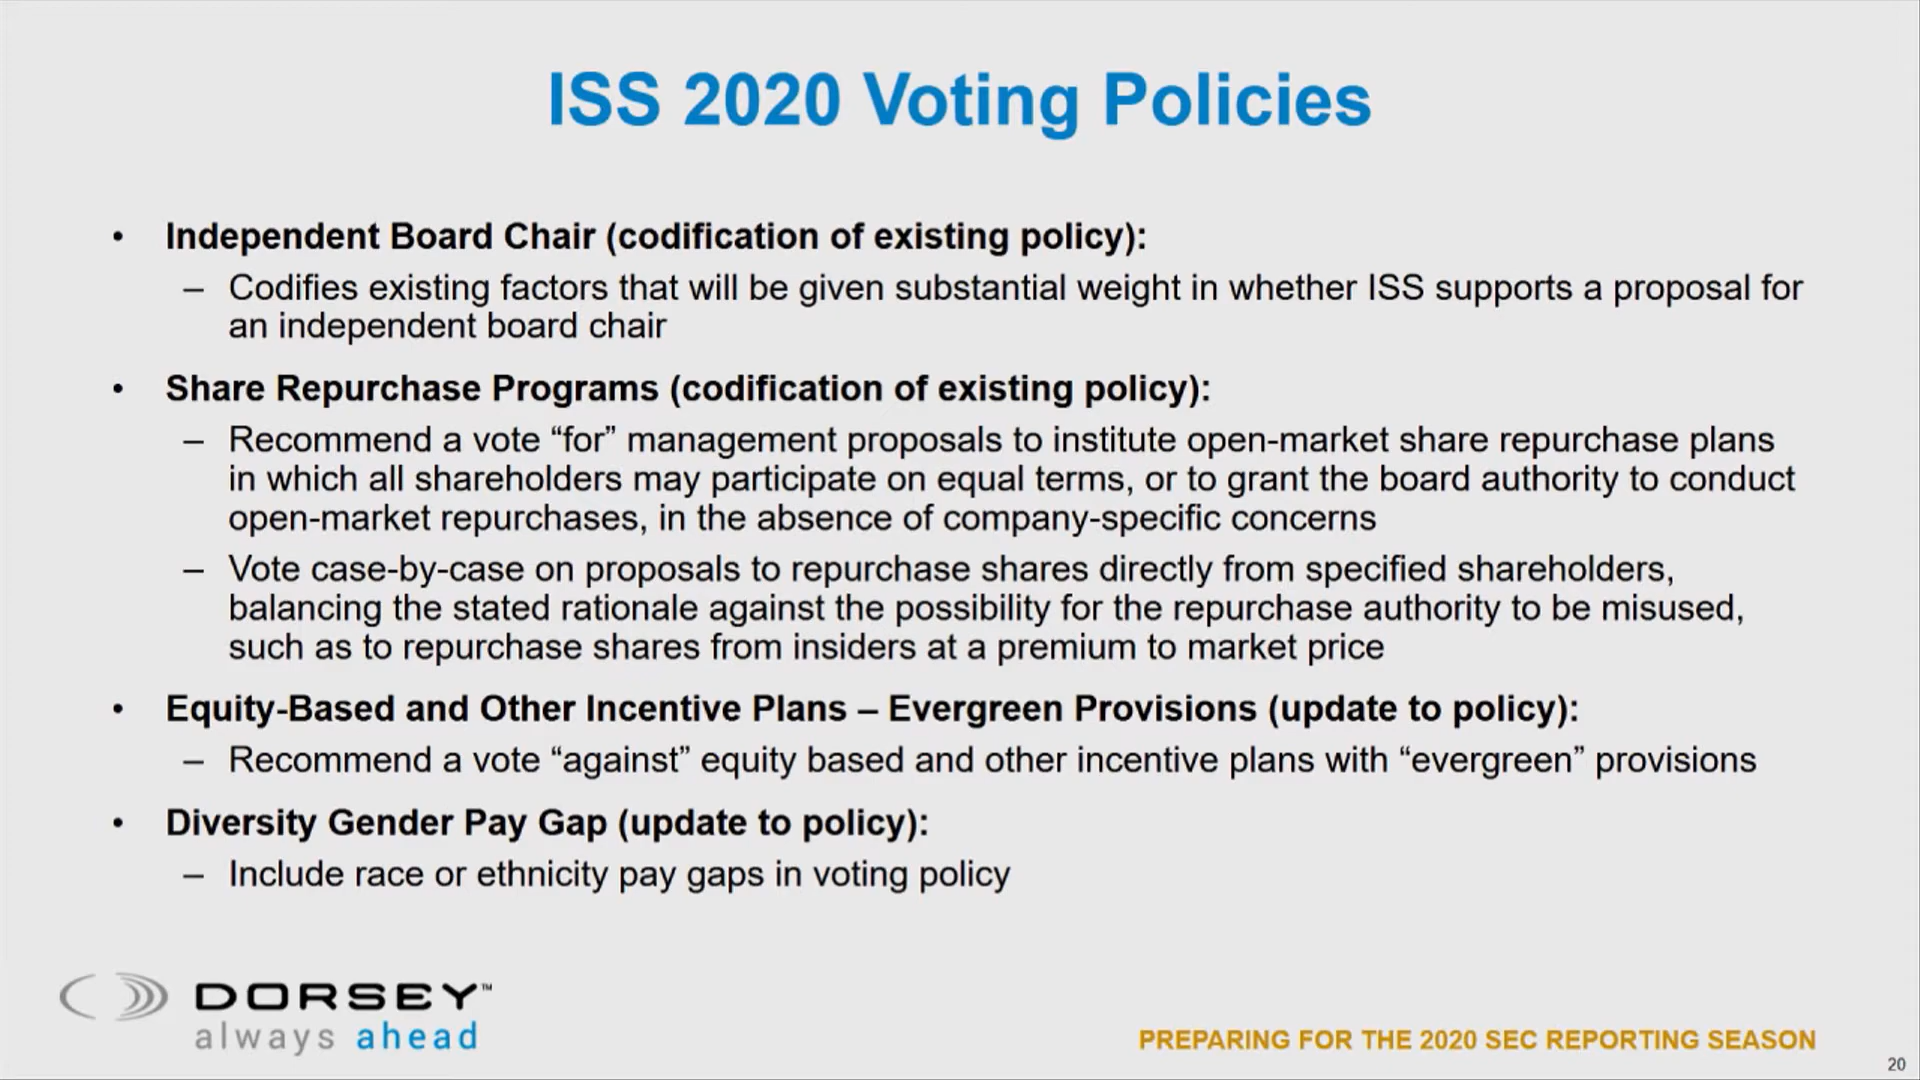 ISS 2020 Voting Policies
• Independent Board Chair (codification of existing policy):
– Codifies existing factors that will be given substantial weight in whether ISS supports a proposal for
an independent board chair
• Share Repurchase Programs (codification of existing policy):
– Recommend a vote “for” management proposals to institute open-market share repurchase plans
in which all shareholders may participate on equal terms, or to grant the board authority to conduct
open-market repurchases, in the absence of company-specific concerns
– Vote case-by-case on proposals to repurchase shares directly from specified shareholders,
balancing the stated rationale against the possibility for the repurchase authority to be misused,
such as to repurchase shares from insiders at a premium to market price
• Equity-Based and Other Incentive Plans – Evergreen Provisions (update to policy):
– Recommend a vote “against” equity based and other incentive plans with “evergreen” provisions
• Diversity Gender Pay Gap (update to policy):
– Include race or ethnicity pay gaps in voting policy
DORSEY™
always ahead
PREPARING FOR THE 2020 SEC REPORTING SEASON
20